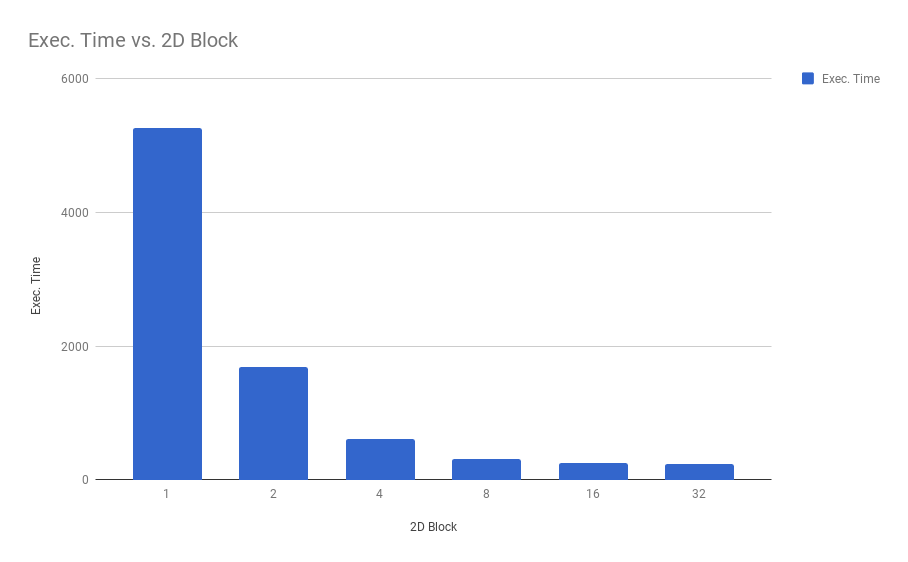 Exec. Time vs. 2D Block
6000
4000
2000
0
Exec. Time
1 2 4 8 16 32
2D Block
Exec. Time